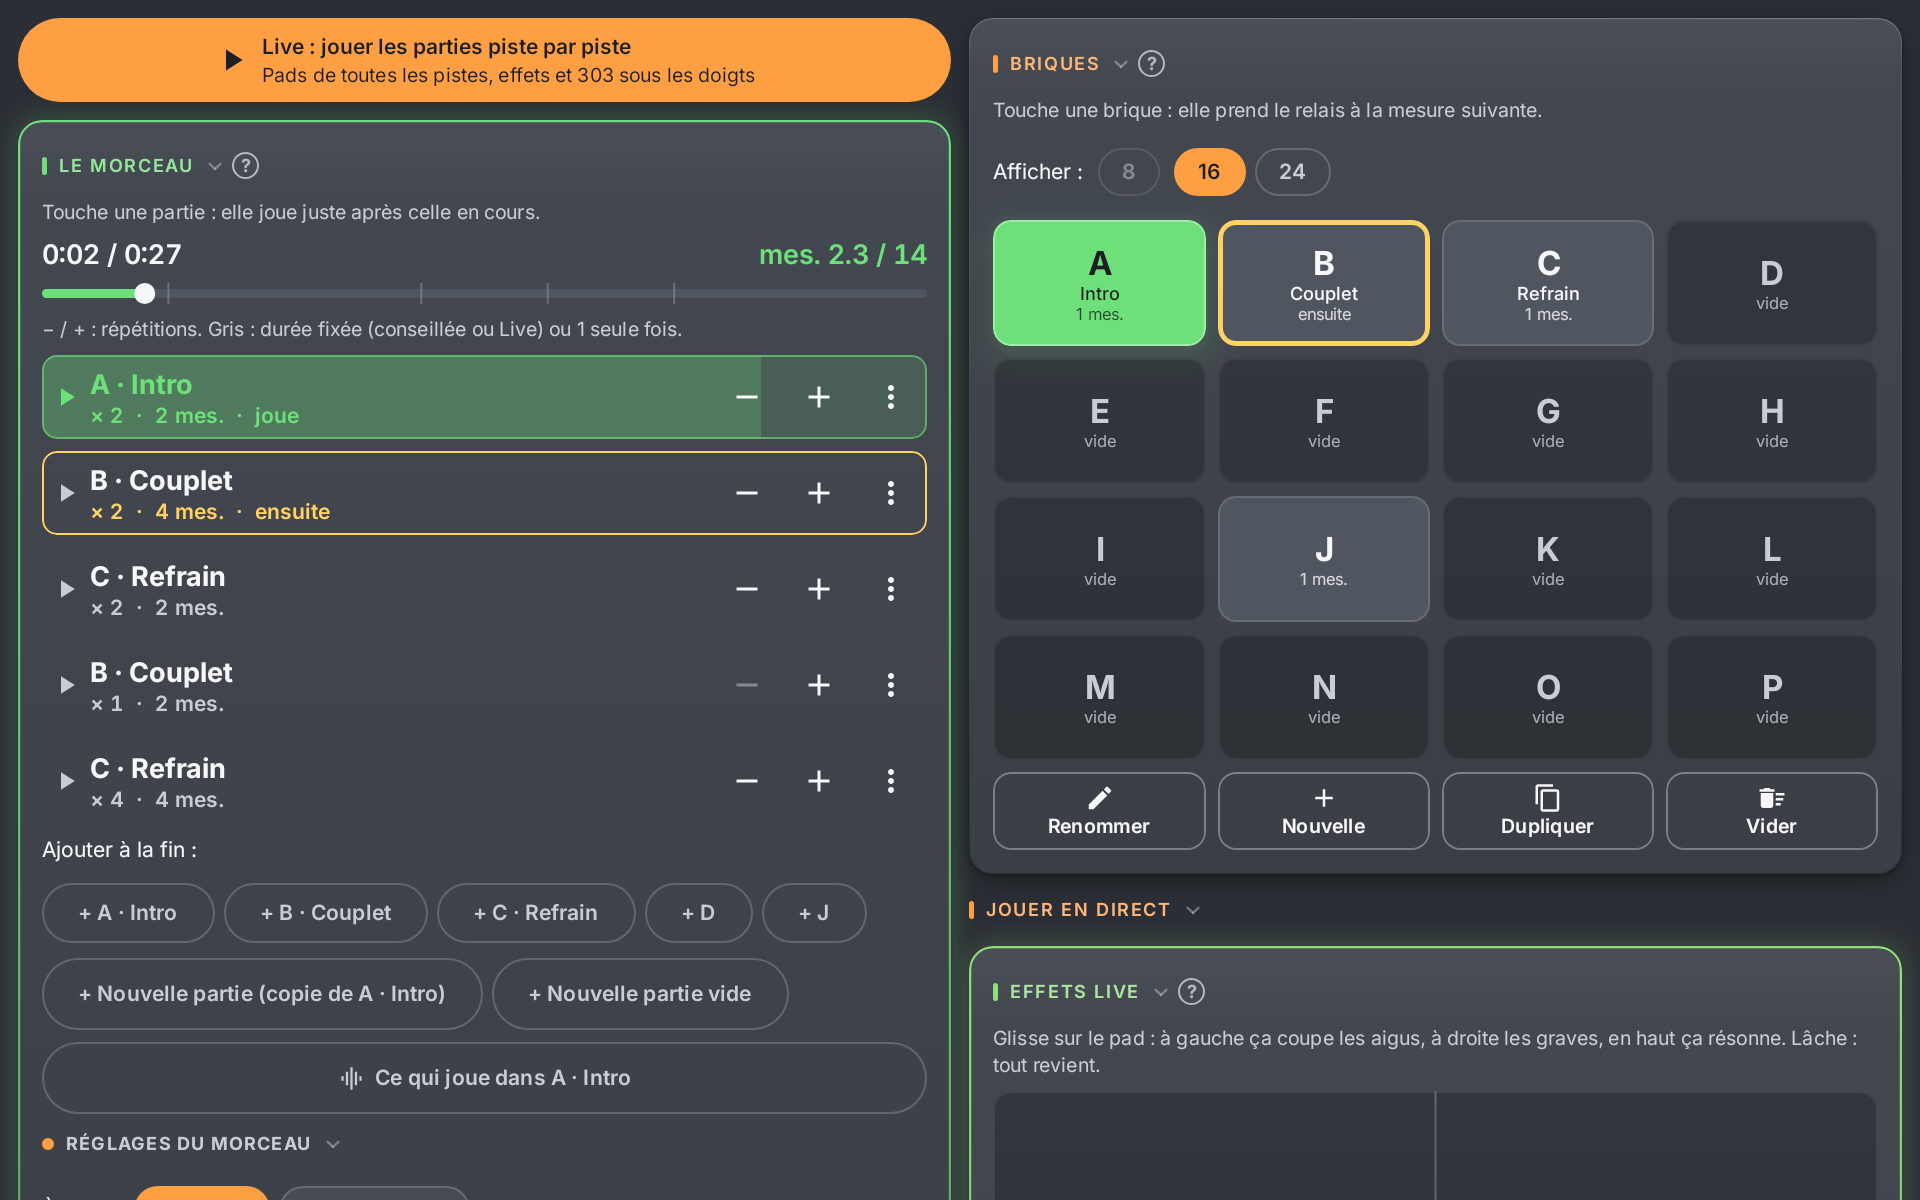 Live : jouer les parties piste par piste
Pads de toutes les pistes, effets et 303 sous les doigts
LE MORCEAU ?
Touche une partie : elle joue juste après celle en cours.
0:02 / 0:27 mes. 2.3 / 14
− / + : répétitions. Gris : durée fixée (conseillée ou Live) ou 1 seule fois.
A · Intro
× 2 · 2 mes. · joue
B · Couplet
× 2 · 4 mes. · ensuite
C · Refrain
× 2 · 2 mes.
B · Couplet
× 1 · 2 mes.
C · Refrain
× 4 · 4 mes.
Ajouter à la fin :
+ A · Intro + B · Couplet + C · Refrain + D + J
+ Nouvelle partie (copie de A · Intro) + Nouvelle partie vide
Ce qui joue dans A · Intro
RÉGLAGES DU MORCEAU
BRIQUES ?
Touche une brique : elle prend le relais à la mesure suivante.
Afficher : 8 16 24
A
Intro
1 mes.
B
Couplet
ensuite
C
Refrain
1 mes.
D
vide
E
vide
F
vide
G
vide
H
vide
I
vide
J
1 mes.
K
vide
L
vide
M
vide
N
vide
O
vide
P
vide
Renommer
Nouvelle
Dupliquer
Vider
JOUER EN DIRECT
EFFETS LIVE ?
Glisse sur le pad : à gauche ça coupe les aigus, à droite les graves, en haut ça résonne. Lâche :
tout revient.